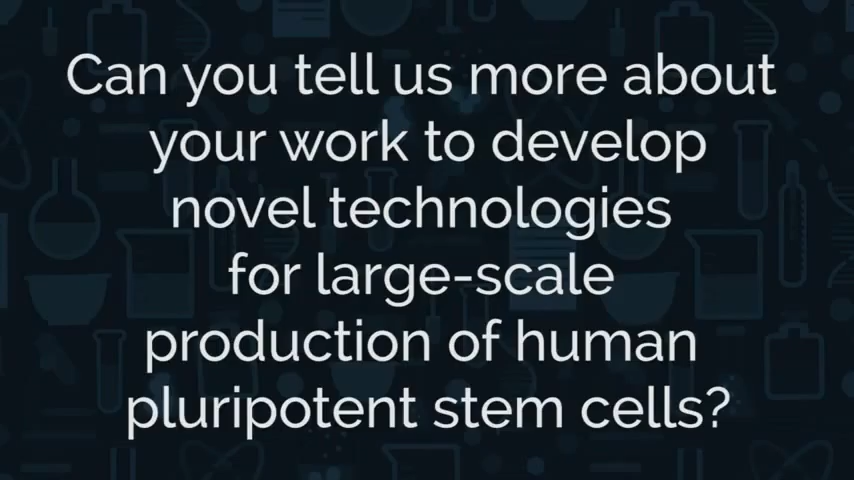 Can you tell us more about
your work to develop
novel technologies
for large-scale
production of human
pluripotent stem cells?